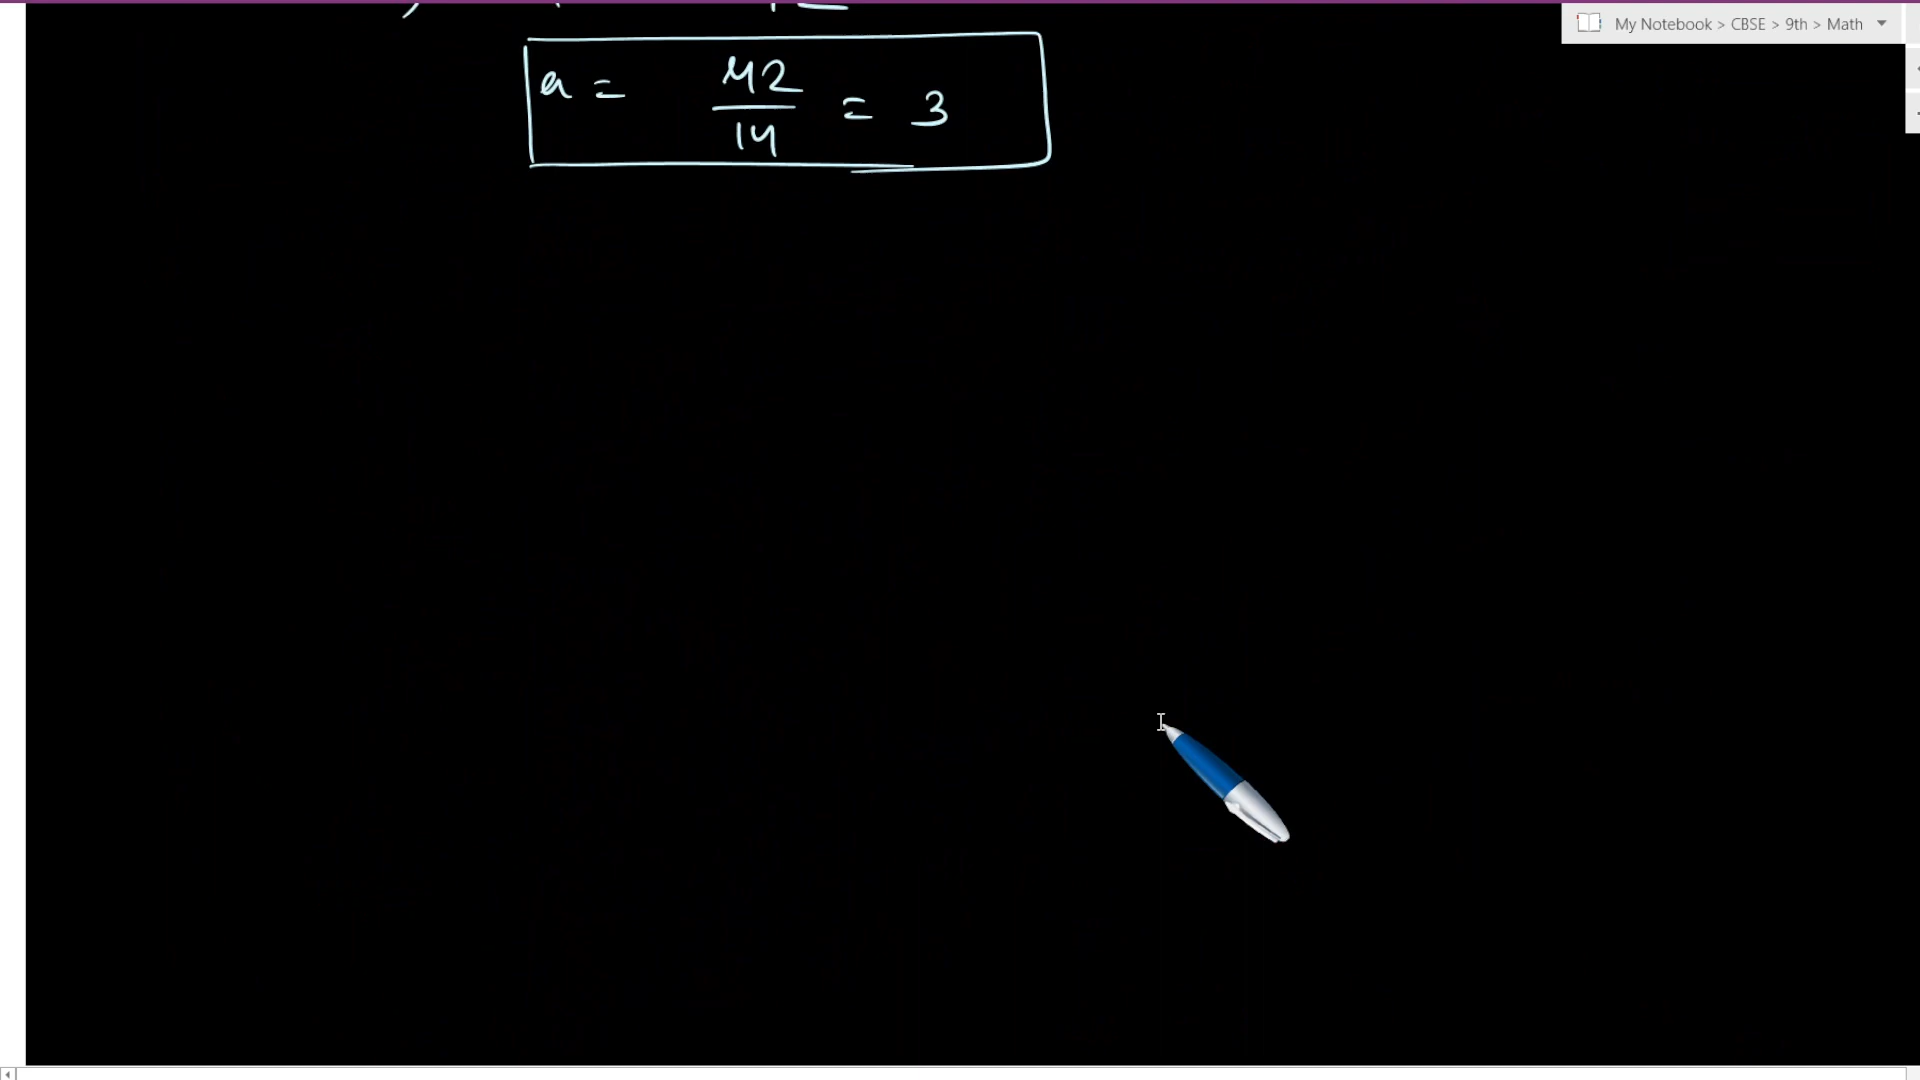 My Notebook > CBSE > 9th > Math
a = 42/14 = 3